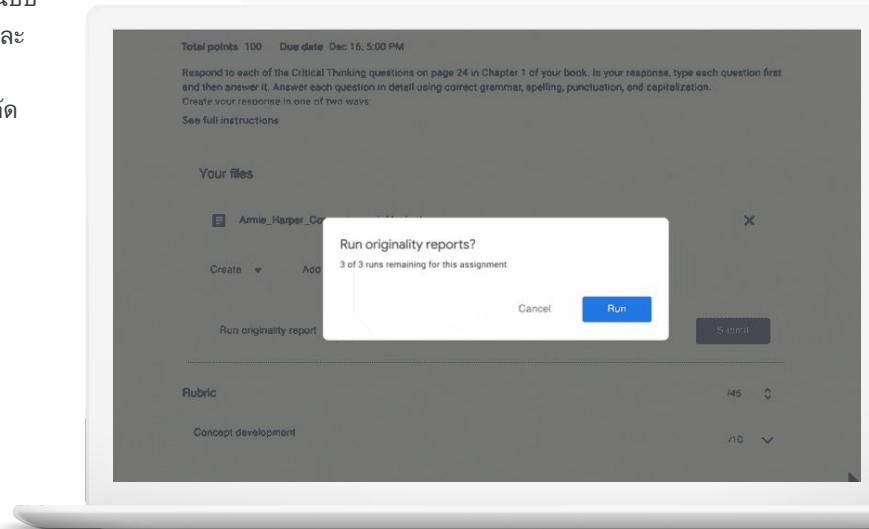 ละ
Total points 100 Due date Dec 16, 5:00 PM
Respond to each of the Critical Thinking questions on page 24 in Chapter 1 of your book. In your response, type each question first
and then answer it. Answer each question in detail using correct grammar, spelling, punctuation, and capitalization.
Create your response in one of two ways:
See full instructions
Your files
Run originality reports?
3 of 3 runs remaining for this assignment
Create Add
Cancel Run
Run originality report Submit
Rubric /45
Concept development /10